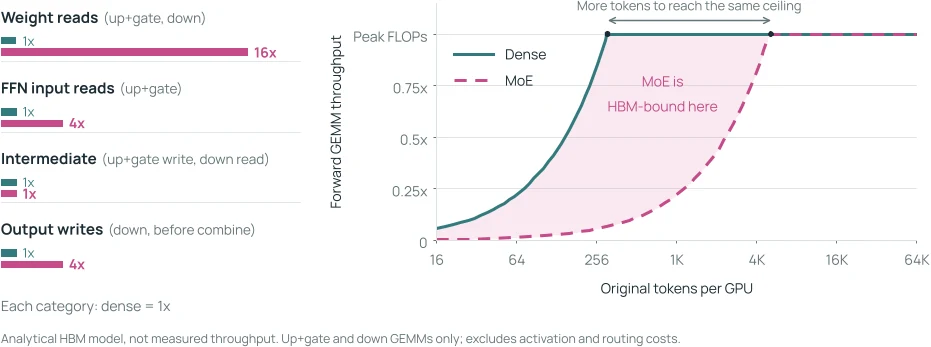 Weight reads (up+gate, down)
1x
16x
FFN input reads (up+gate)
1x
4x
Intermediate (up+gate write, down read)
1x
1x
Output writes (down, before combine)
1x
4x
Each category: dense = 1x
More tokens to reach the same ceiling
Forward GEMM throughput
Peak FLOPs
0.75x
0.5x
0.25x
0
Dense
MoE
MoE is
HBM-bound here
16 64 256 1K 4K 16K 64K
Original tokens per GPU
Analytical HBM model, not measured throughput. Up+gate and down GEMMs only; excludes activation and routing costs.